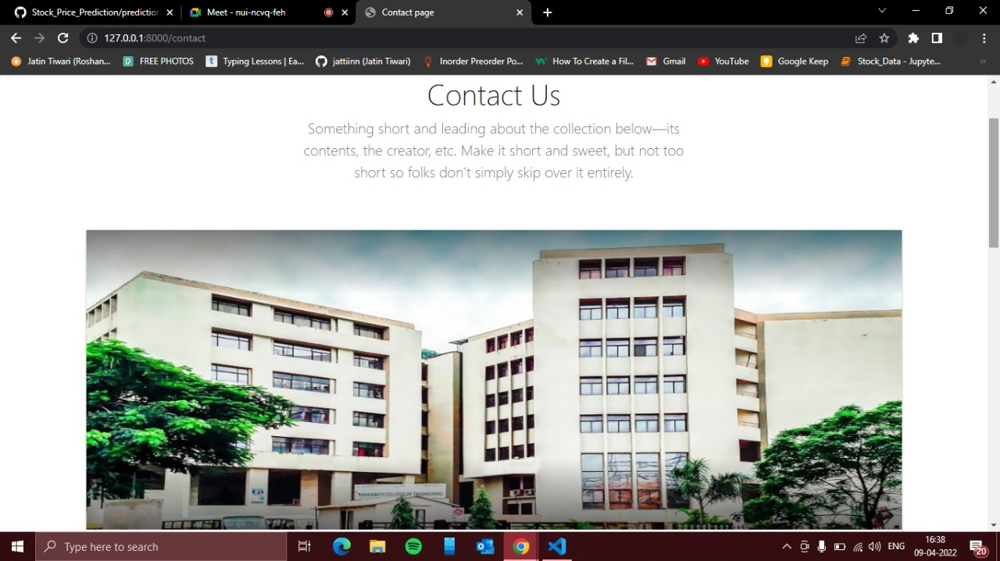 Stock_Price_Prediction/prediction
Meet - nui-ncvq-feh
Contact page
127.0.0.1:8000/contact
Jatin Tiwari (Roshan...
FREE PHOTOS
Typing Lessons | Ea...
jattiinn (Jatin Tiwari)
Inorder Preorder Po...
How To Create a Fil...
Gmail
YouTube
Google Keep
Stock_Data - Jupyte...
Contact Us
Something short and leading about the collection below—its
contents, the creator, etc. Make it short and sweet, but not too
short so folks don’t simply skip over it entirely.
SARASWATI COLLEGE OF ENGINEERING
Type here to search
ENG
16:38
09-04-2022
20